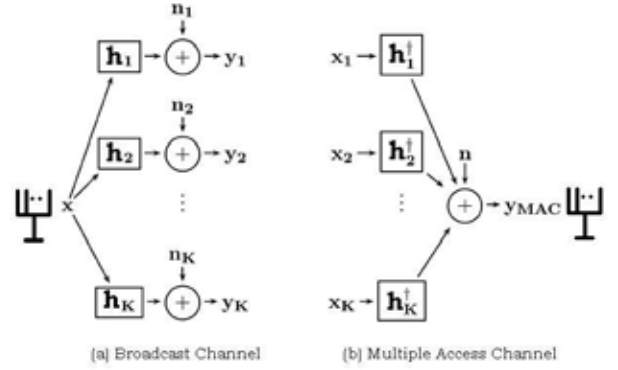 n₁
h₁ + y₁
n₂
h₂ + y₂
x
⋮
n_K
h_K + y_K
(a) Broadcast Channel
x₁ h₁†
x₂ h₂†
n
⋮
+ y_MAC
x_K h_K†
(b) Multiple Access Channel